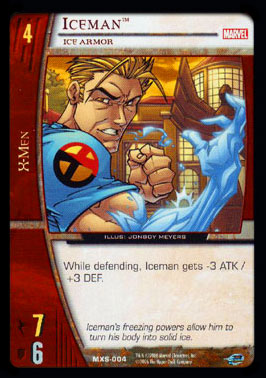 4
ICEMAN™
ICE ARMOR
MARVEL
X-MEN
ILLUS: JONBOY MEYERS
While defending, Iceman gets -3 ATK /
+3 DEF.
7
6
Iceman's freezing powers allow him to
turn his body into solid ice.
MXS-004